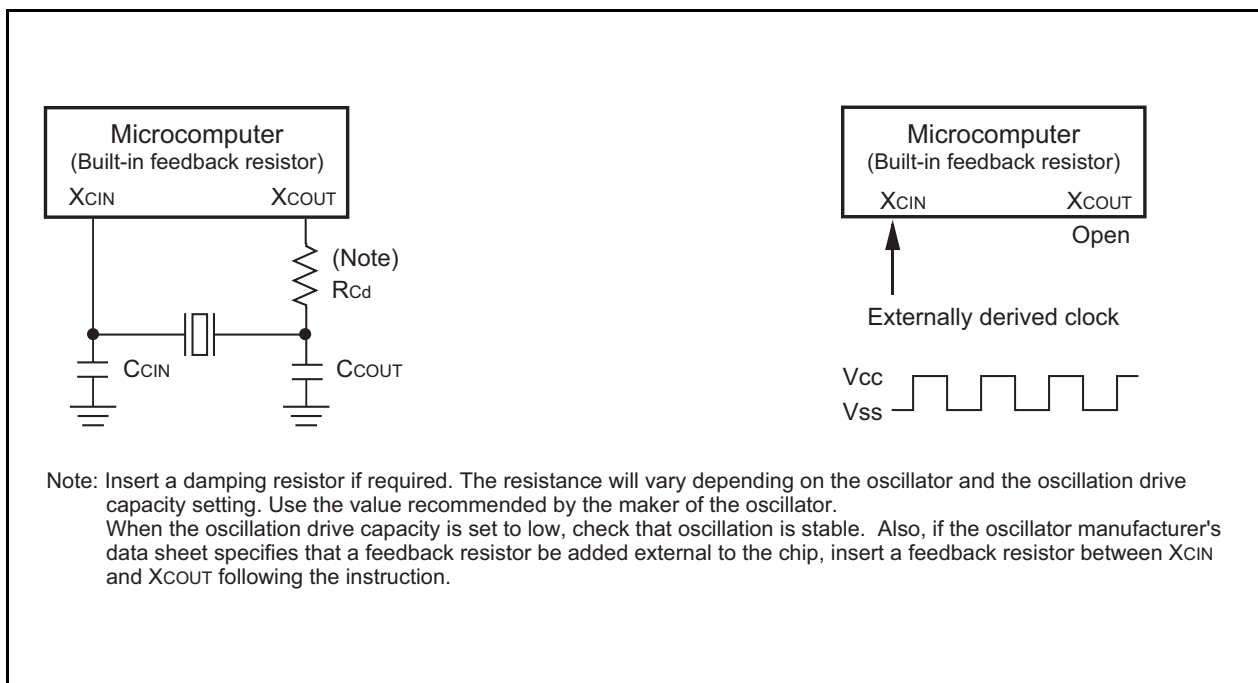 Microcomputer
(Built-in feedback resistor)
XCIN XCOUT
(Note)
RCd
CCIN CCOUT
Microcomputer
(Built-in feedback resistor)
XCIN XCOUT
Open
Externally derived clock
Vcc
Vss
Note: Insert a damping resistor if required. The resistance will vary depending on the oscillator and the oscillation drive
capacity setting. Use the value recommended by the maker of the oscillator.
When the oscillation drive capacity is set to low, check that oscillation is stable.  Also, if the oscillator manufacturer's
data sheet specifies that a feedback resistor be added external to the chip, insert a feedback resistor between XCIN
and XCOUT following the instruction.